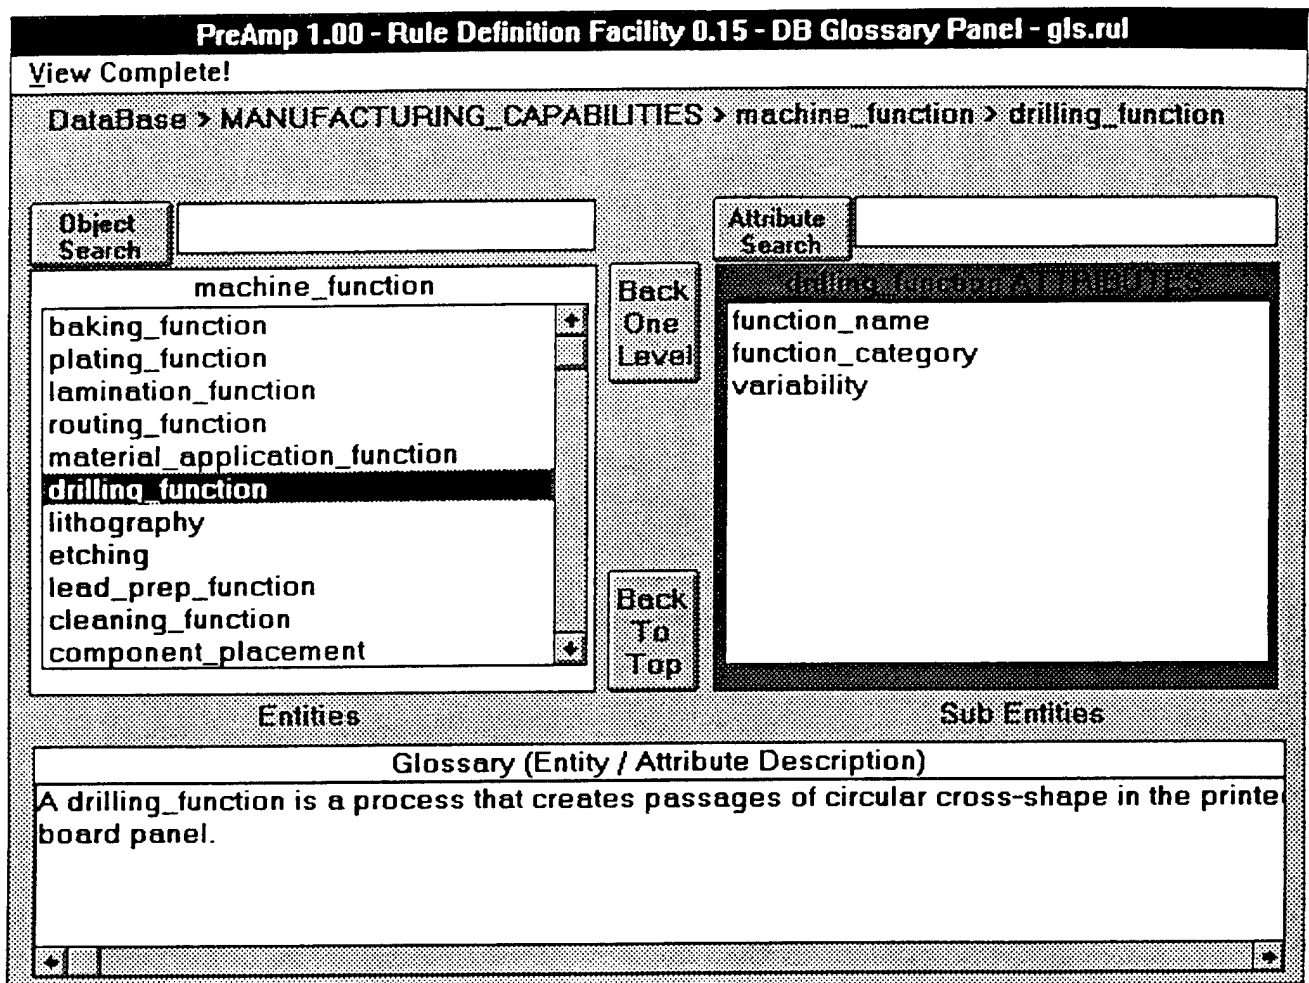 PreAmp 1.00 - Rule Definition Facility 0.15 - DB Glossary Panel - gls.rul
View Complete!
DataBase > MANUFACTURING_CAPABILITIES > machine_function > drilling_function
Object
Search
Attribute
Search
machine_function
baking_function
plating_function
lamination_function
routing_function
material_application_function
drilling_function
lithography
etching
lead_prep_function
cleaning_function
component_placement
Entities
Back
One
Level
Back
To
Top
drilling_function ATTRIBUTES
function_name
function_category
variability
Sub Entities
Glossary (Entity / Attribute Description)
A drilling_function is a process that creates passages of circular cross-shape in the printe
board panel.